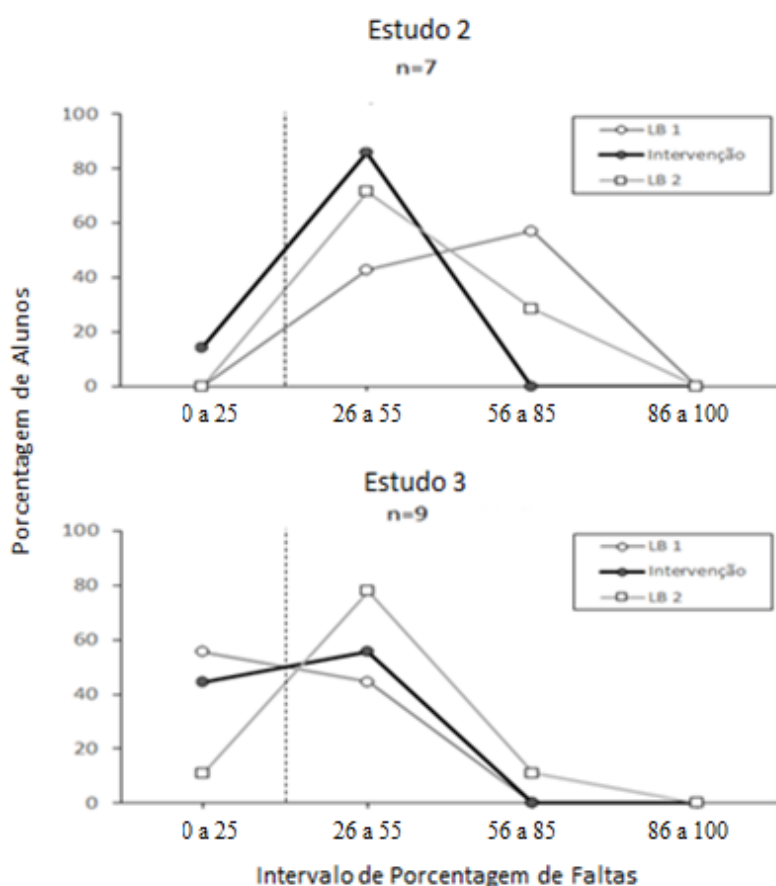 Estudo 2
n=7
100
80
60
40
20
0
LB 1
Intervenção
LB 2
0 a 25 26 a 55 56 a 85 86 a 100
Porcentagem de Alunos
Estudo 3
n=9
100
80
60
40
20
0
LB 1
Intervenção
LB 2
0 a 25 26 a 55 56 a 85 86 a 100
Intervalo de Porcentagem de Faltas